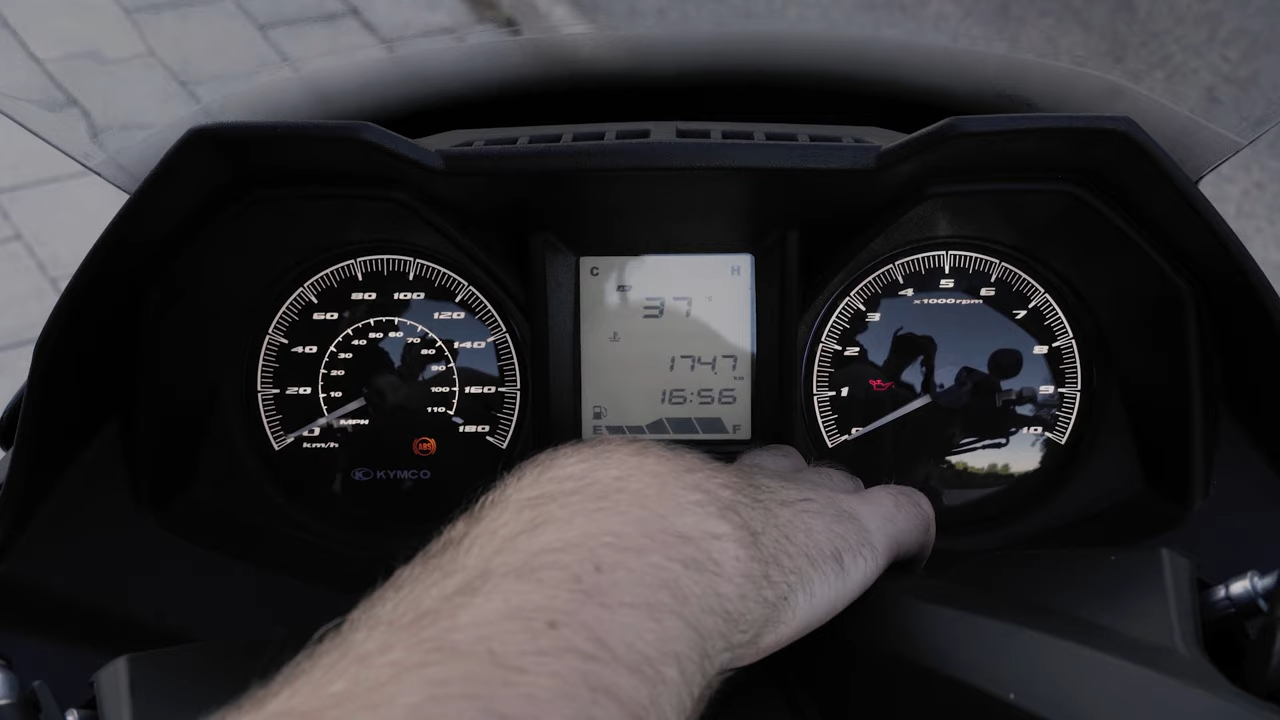 80 100
60 120
40 140
20 160
0 180
km/h
50 60
40 70
30 80
20 90
10 100
MPH 110
ABS
KYMCO
C H
37 °C
174.7
km
16:56
E F
5
4 6
x1000rpm
3 7
2 8
1 9
0 10